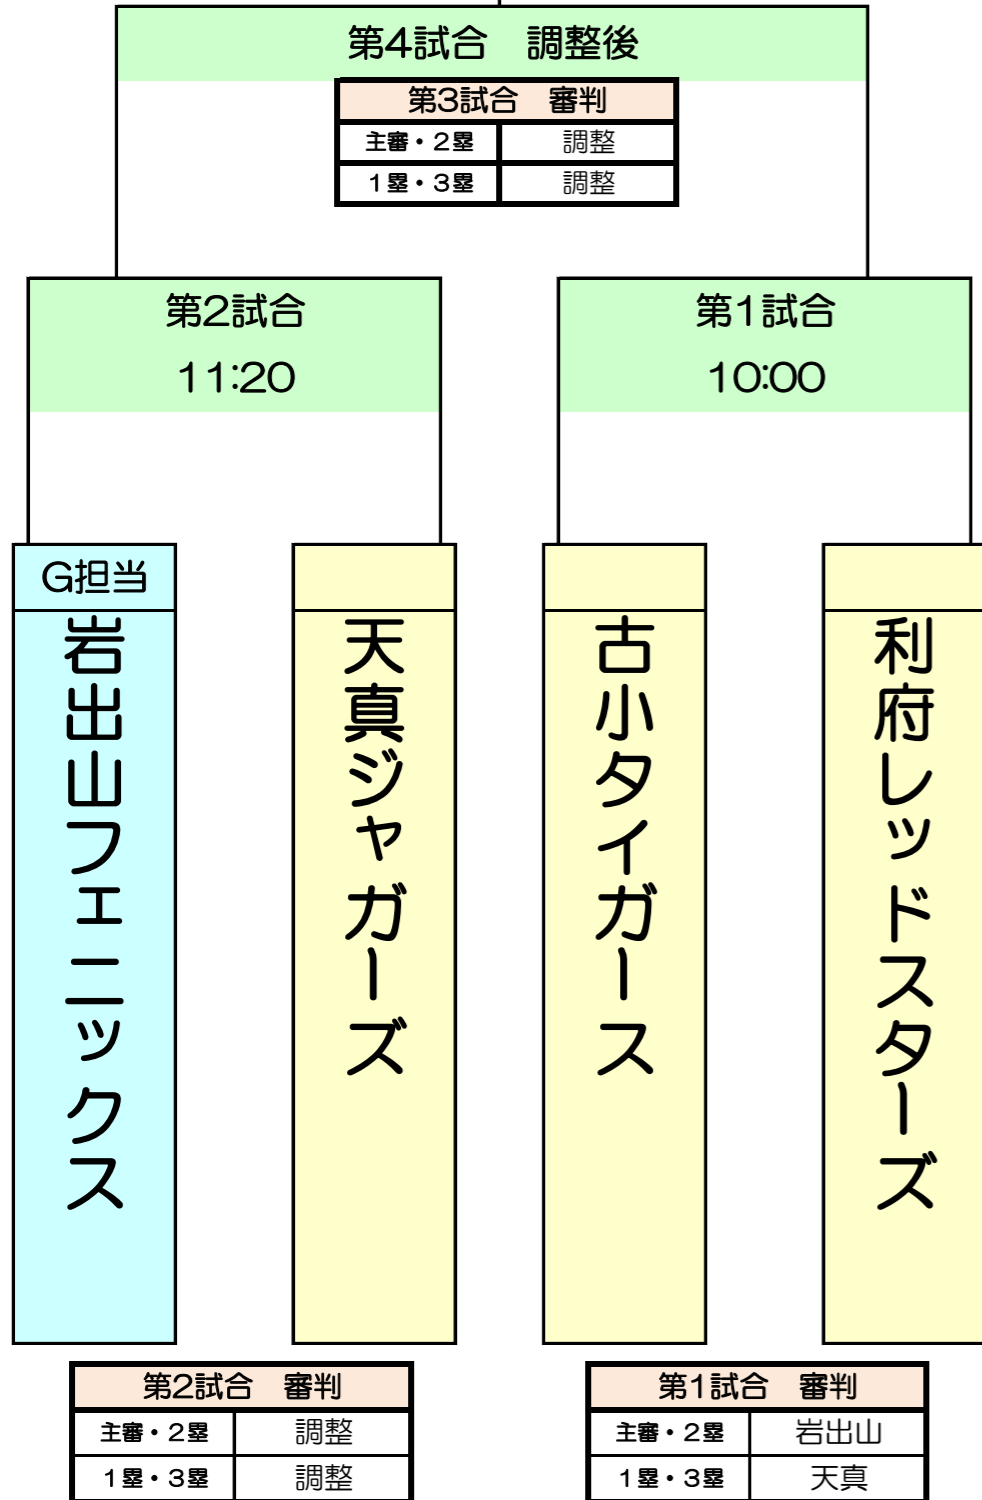 第4試合　調整後
第3試合　審判
主審・2塁　調整
1塁・3塁　調整
第2試合
11:20
第1試合
10:00
G担当
岩出山フェニックス
天真ジャガーズ
古小タイガース
利府レッドスターズ
第2試合　審判
主審・2塁　調整
1塁・3塁　調整
第1試合　審判
主審・2塁　岩出山
1塁・3塁　天真